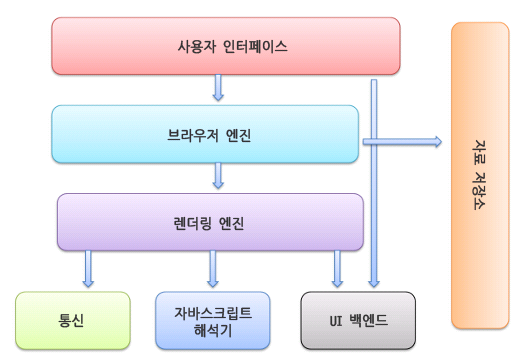 사용자 인터페이스
브라우저 엔진
자료 저장소
렌더링 엔진
통신
자바스크립트
해석기
UI 백엔드